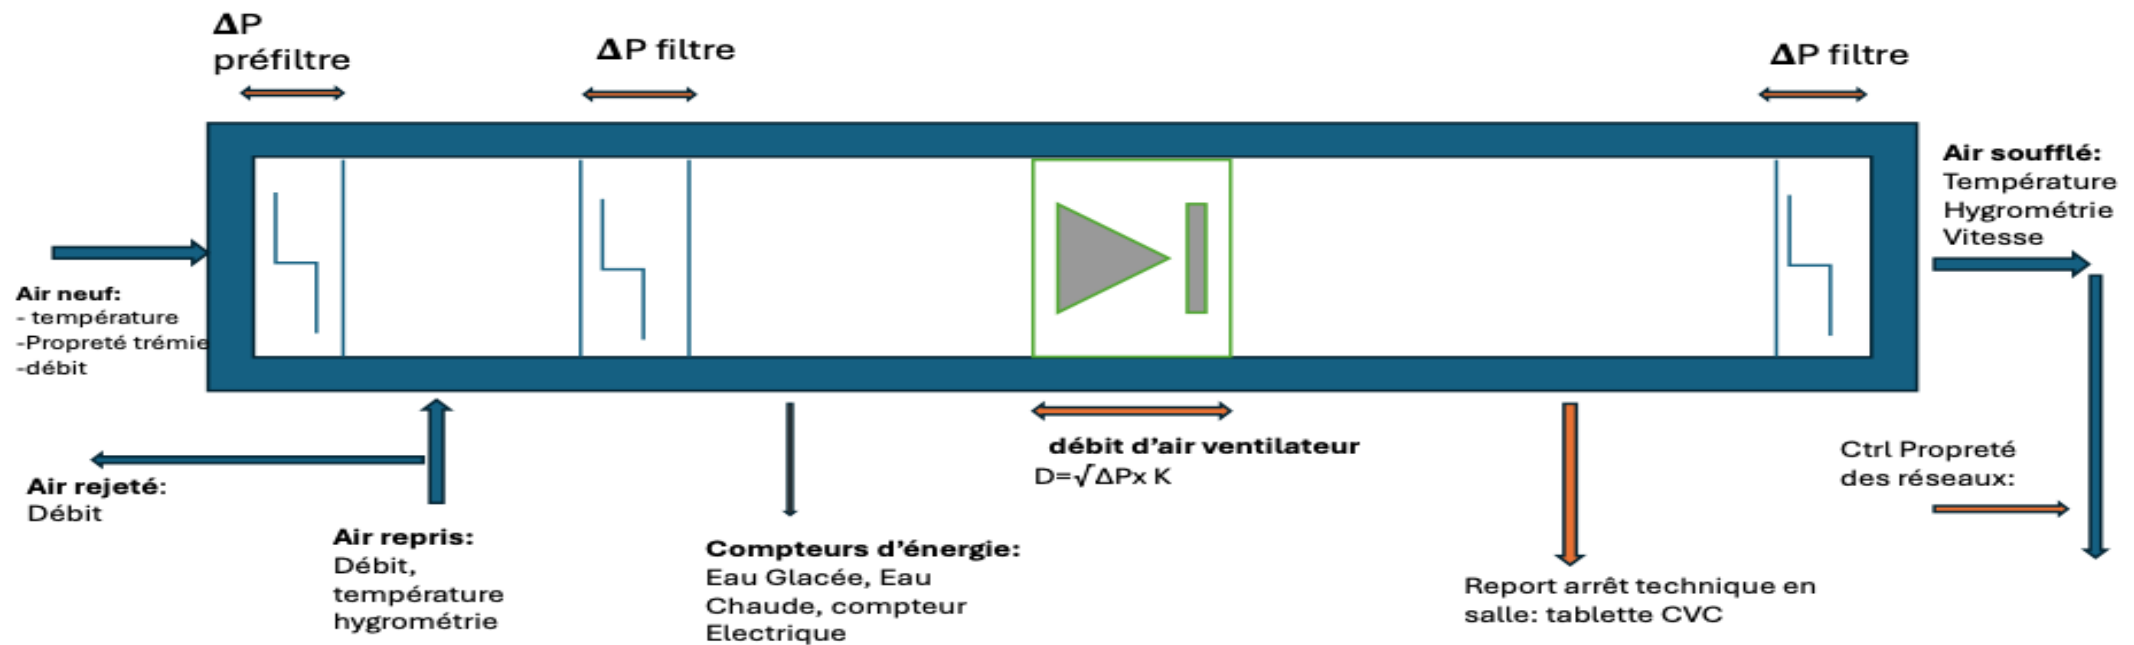 ΔP
préfiltre
ΔP filtre
ΔP filtre
Air soufflé:
Température
Hygrométrie
Vitesse
Air neuf:
- température
-Propreté trémie
-débit
Air rejeté:
Débit
Air repris:
Débit,
température
hygrométrie
Compteurs d’énergie:
Eau Glacée, Eau
Chaude, compteur
Electrique
débit d’air ventilateur
D=√ΔPx K
Report arrêt technique en
salle: tablette CVC
Ctrl Propreté
des réseaux: